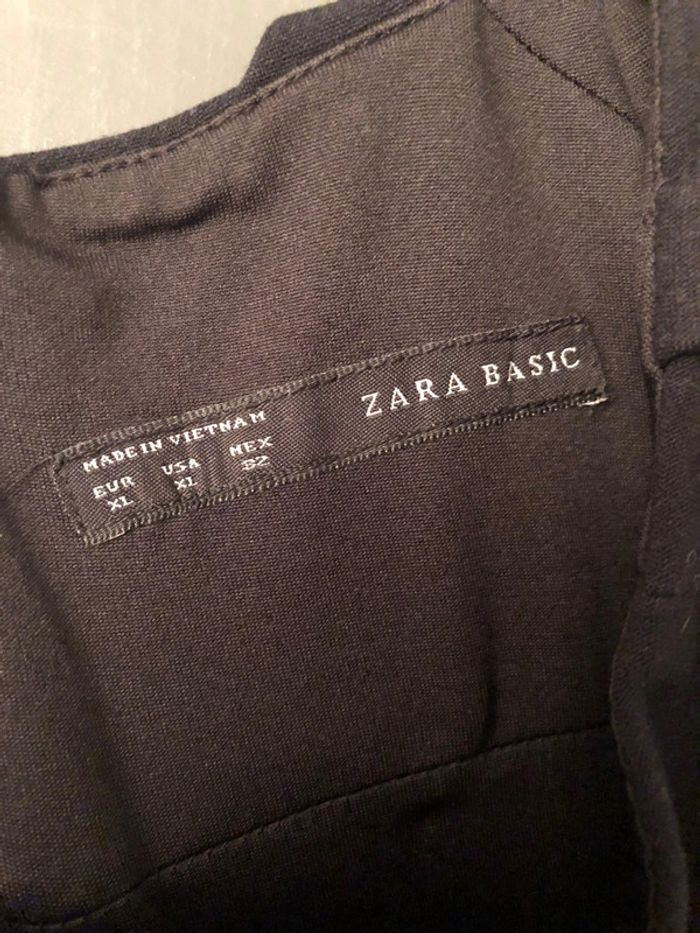 ZARA BASIC
MADE IN VIETNAM
EUR USA MEX
XL XL 32